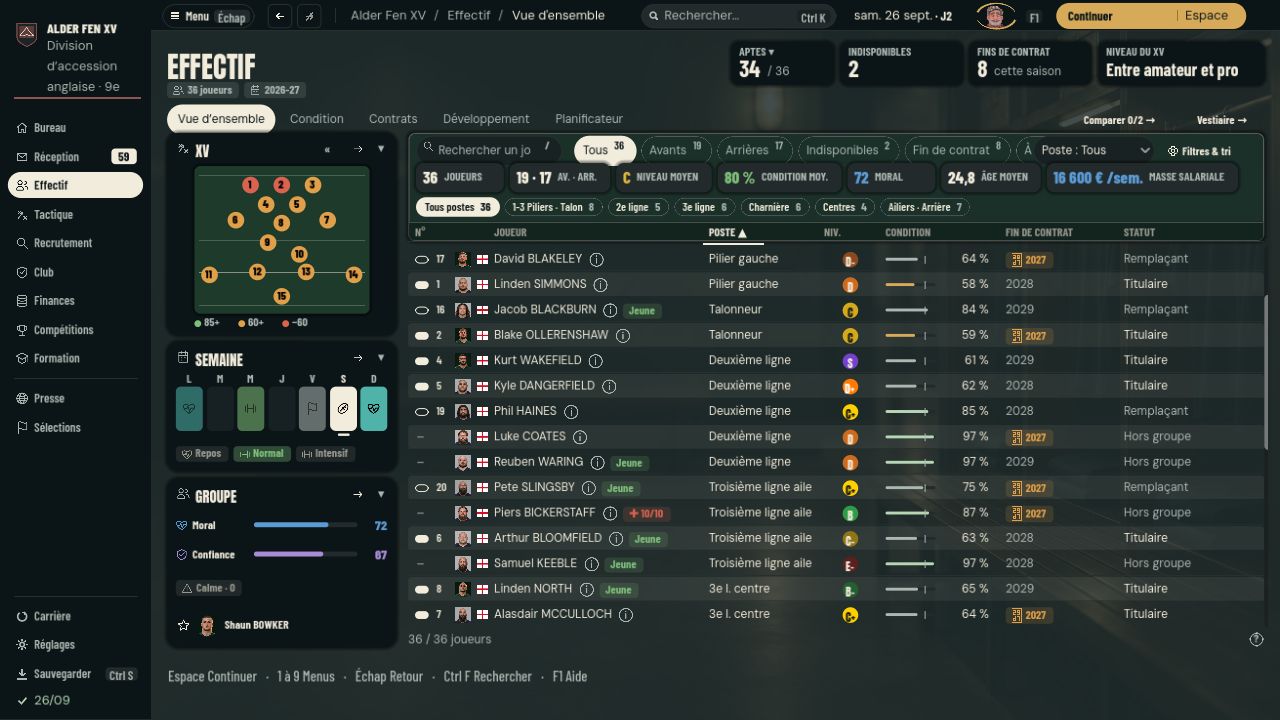 ALDER FEN XV
Division
d'accession
anglaise · 9e
Menu Échap
Alder Fen XV / Effectif / Vue d'ensemble
Rechercher... Ctrl K
sam. 26 sept. · J2
F1
Continuer Espace
EFFECTIF
36 joueurs 2026-27
APTES ▾
34 / 36
INDISPONIBLES
2
FINS DE CONTRAT
8 cette saison
NIVEAU DU XV
Entre amateur et pro
Vue d'ensemble Condition Contrats Développement Planificateur
Comparer 0/2 → Vestiaire →
Bureau
Réception 59
Effectif
Tactique
Recrutement
Club
Finances
Compétitions
Formation
Presse
Sélections
Carrière
Réglages
Sauvegarder Ctrl S
26/09
XV « → ▾
1 2 3
4 5
6 8 7
9
10
11 12 13 14
15
85+ 60+ −60
SEMAINE → ▾
L M M J V S D
Repos Normal Intensif
GROUPE → ▾
Moral 72
Confiance 67
Calme · 0
Shaun BOWKER
Rechercher un jo /
Tous 36 Avants 19 Arrières 17 Indisponibles 2 Fin de contrat 8 À
Poste : Tous
Filtres & tri
36 JOUEURS
19 · 17 AV. · ARR.
C NIVEAU MOYEN
80 % CONDITION MOY.
72 MORAL
24,8 ÂGE MOYEN
16 600 € /sem. MASSE SALARIALE
Tous postes 36
1-3 Piliers · Talon 8
2e ligne 5
3e ligne 6
Charnière 6
Centres 4
Ailiers · Arrière 7
N° JOUEUR POSTE ▲ NIV. CONDITION FIN DE CONTRAT STATUT
17 David BLAKELEY Pilier gauche D- 64 % 2027 Remplaçant
1 Linden SIMMONS Pilier gauche D 58 % 2028 Titulaire
16 Jacob BLACKBURN Jeune Talonneur C 84 % 2029 Remplaçant
2 Blake OLLERENSHAW Talonneur C 59 % 2027 Titulaire
4 Kurt WAKEFIELD Deuxième ligne S 61 % 2029 Titulaire
5 Kyle DANGERFIELD Deuxième ligne D+ 62 % 2028 Titulaire
19 Phil HAINES Deuxième ligne C+ 85 % 2028 Remplaçant
– Luke COATES Deuxième ligne D 97 % 2027 Hors groupe
– Reuben WARING Jeune Deuxième ligne D 97 % 2029 Hors groupe
20 Pete SLINGSBY Jeune Troisième ligne aile C+ 75 % 2027 Remplaçant
– Piers BICKERSTAFF + 10/10 Troisième ligne aile B 87 % 2027 Hors groupe
6 Arthur BLOOMFIELD Jeune Troisième ligne aile C- 63 % 2028 Titulaire
– Samuel KEEBLE Jeune Troisième ligne aile E- 97 % 2028 Hors groupe
8 Linden NORTH Jeune 3e l. centre B- 65 % 2029 Titulaire
7 Alasdair MCCULLOCH 3e l. centre C+ 64 % 2027 Titulaire
36 / 36 joueurs
Espace Continuer · 1 à 9 Menus · Échap Retour · Ctrl F Rechercher · F1 Aide